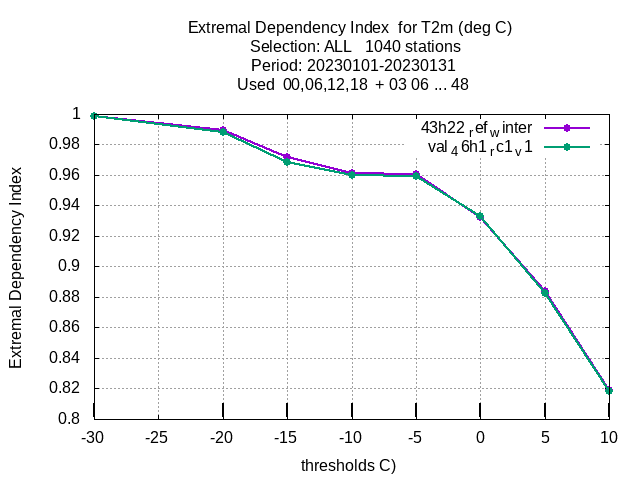 Extremal Dependency Index for T2m (deg C)
Selection: ALL 1040 stations
Period: 20230101-20230131
Used 00,06,12,18 + 03 06 ... 48
43h22 ref winter
val 46h1 rc1 v1
1
0.98
0.96
0.94
0.92
0.9
0.88
0.86
0.84
0.82
0.8
Extremal Dependency Index
-30 -25 -20 -15 -10 -5 0 5 10
thresholds C)